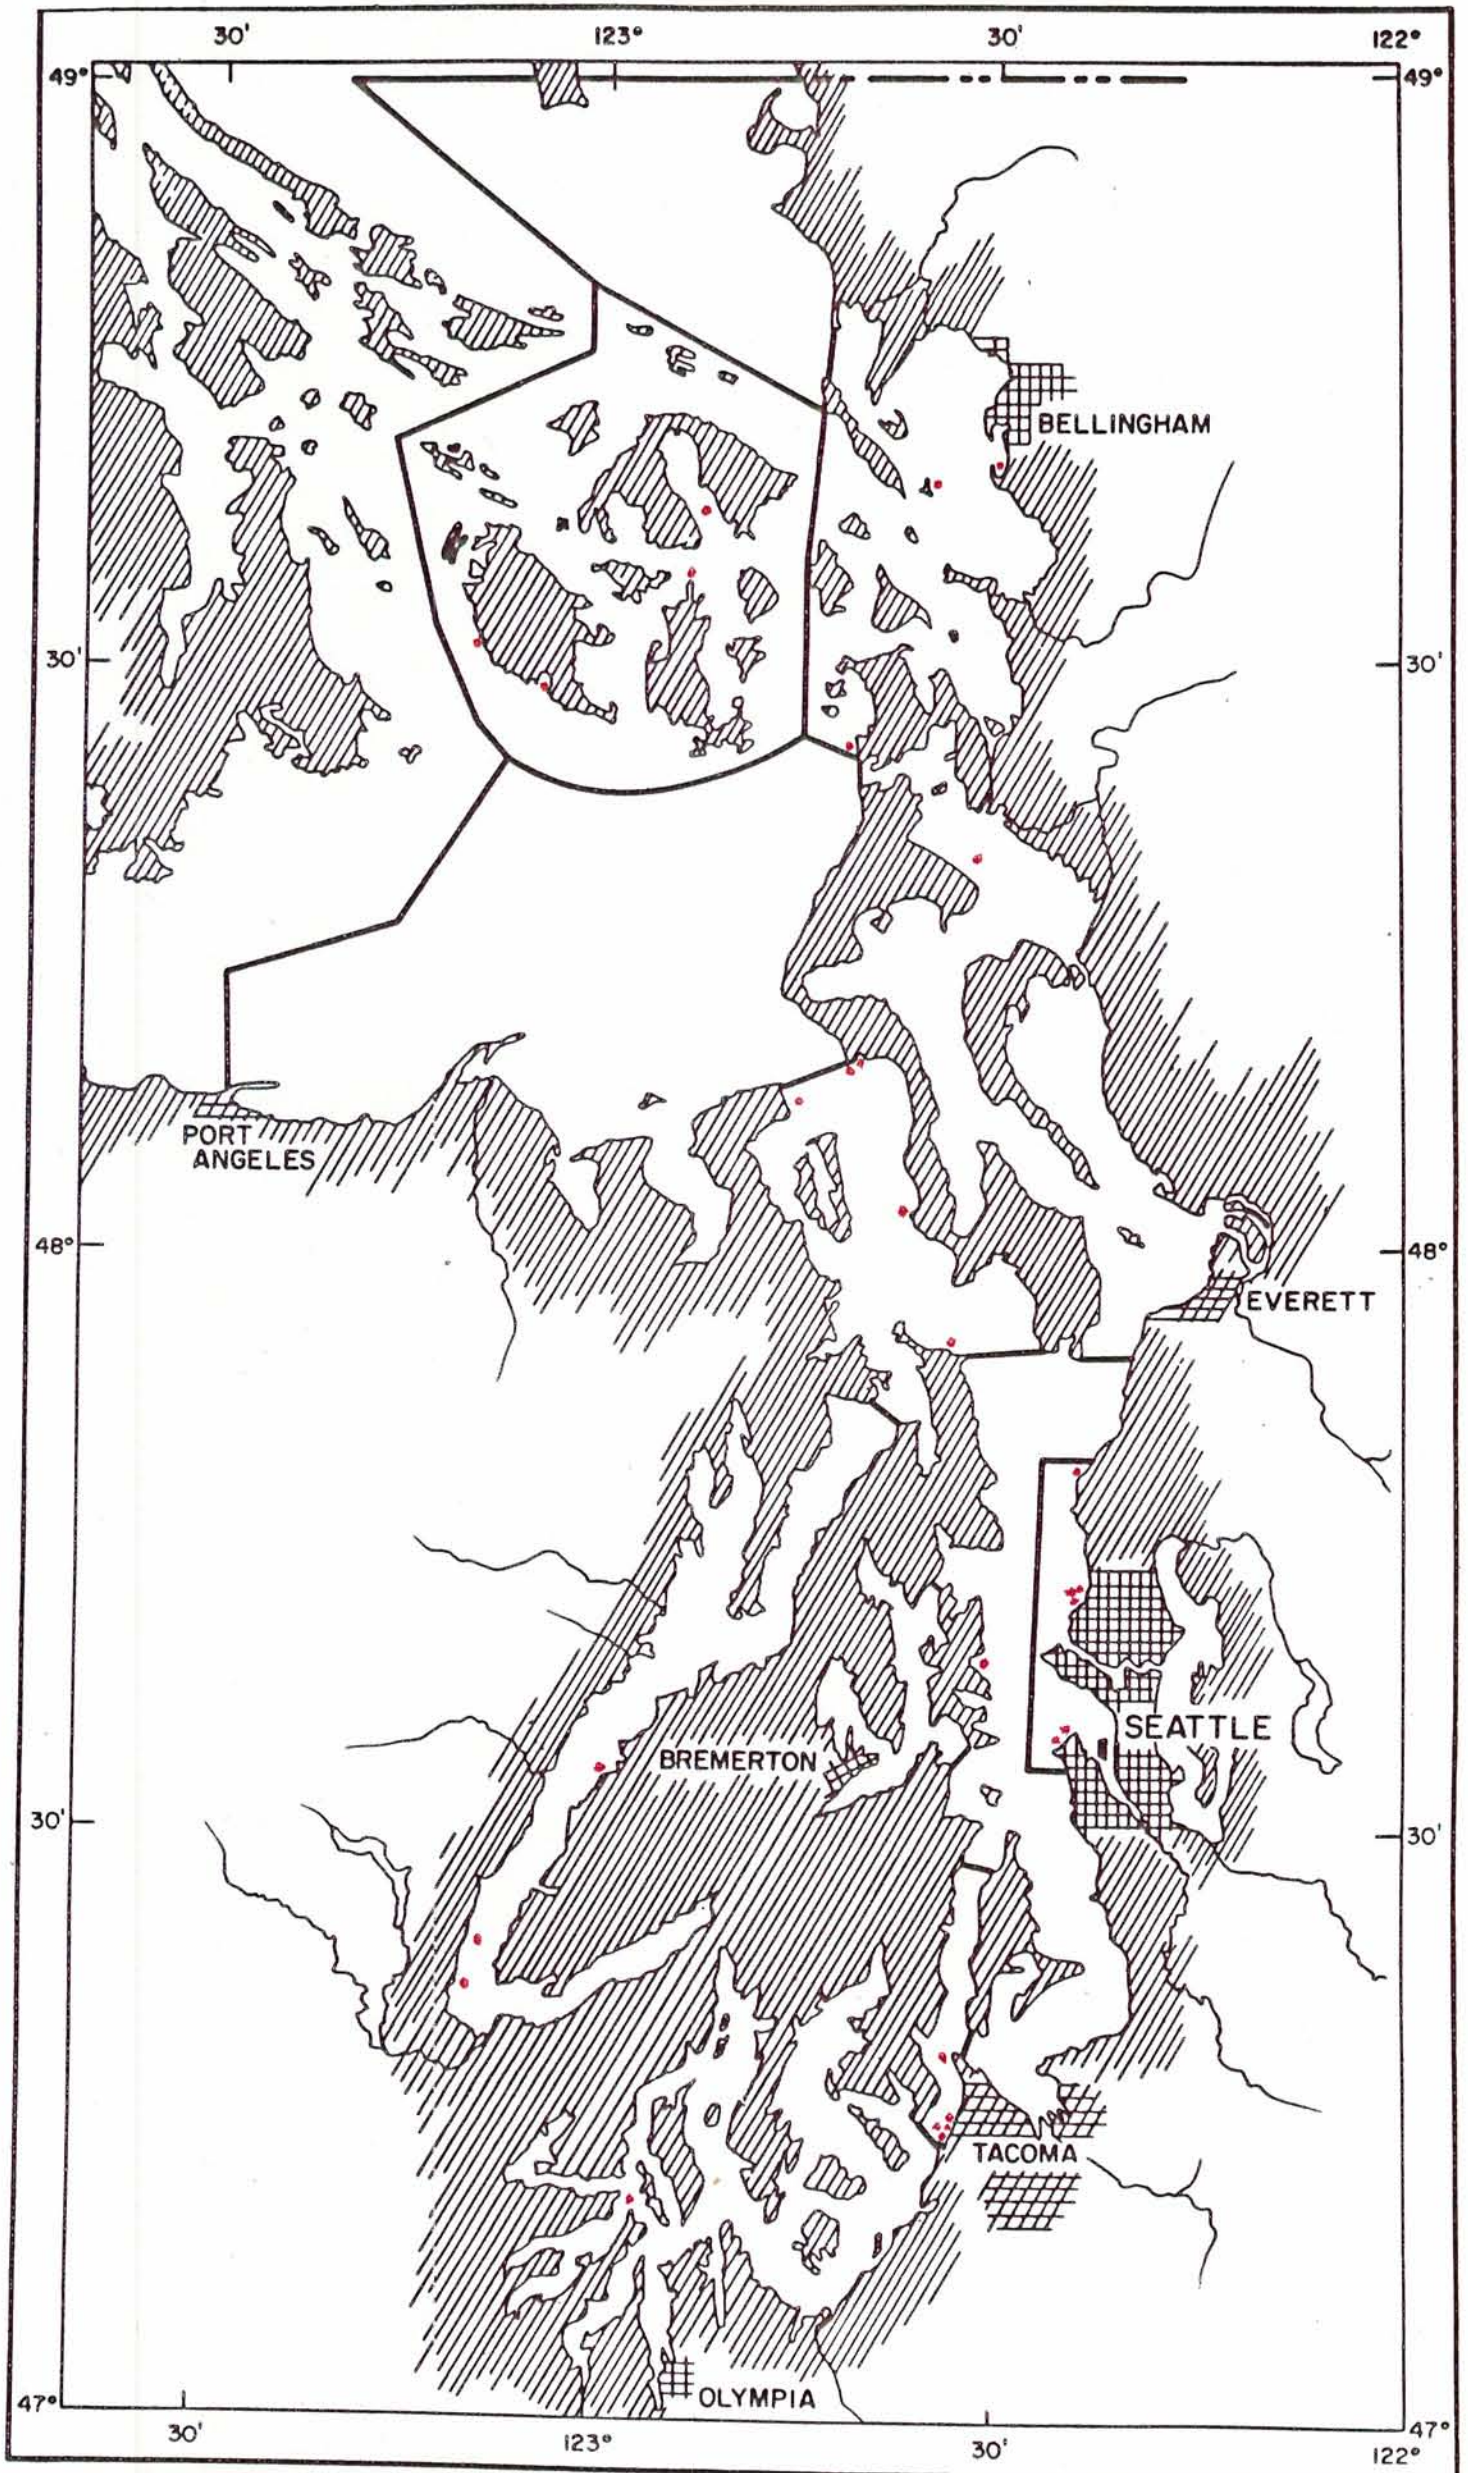 30' 123° 30' 122°
49° 49°
BELLINGHAM
30' 30'
PORT
ANGELES
48° 48°
EVERETT
SEATTLE
BREMERTON
30' 30'
TACOMA
OLYMPIA
47° 47°
30' 123° 30' 122°